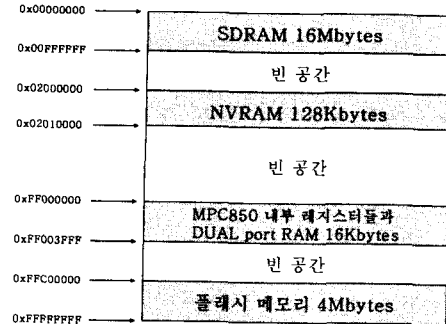 0x00000000
SDRAM 16Mbytes
0x00FFFFFF
빈 공간
0x02000000
NVRAM 128Kbytes
0x02010000
빈 공간
0xFF000000
MPC850 내부 레지스터들과
DUAL port RAM 16Kbytes
0xFF003FFF
빈 공간
0xFFC00000
플래시 메모리 4Mbytes
0xFFFFFFFF